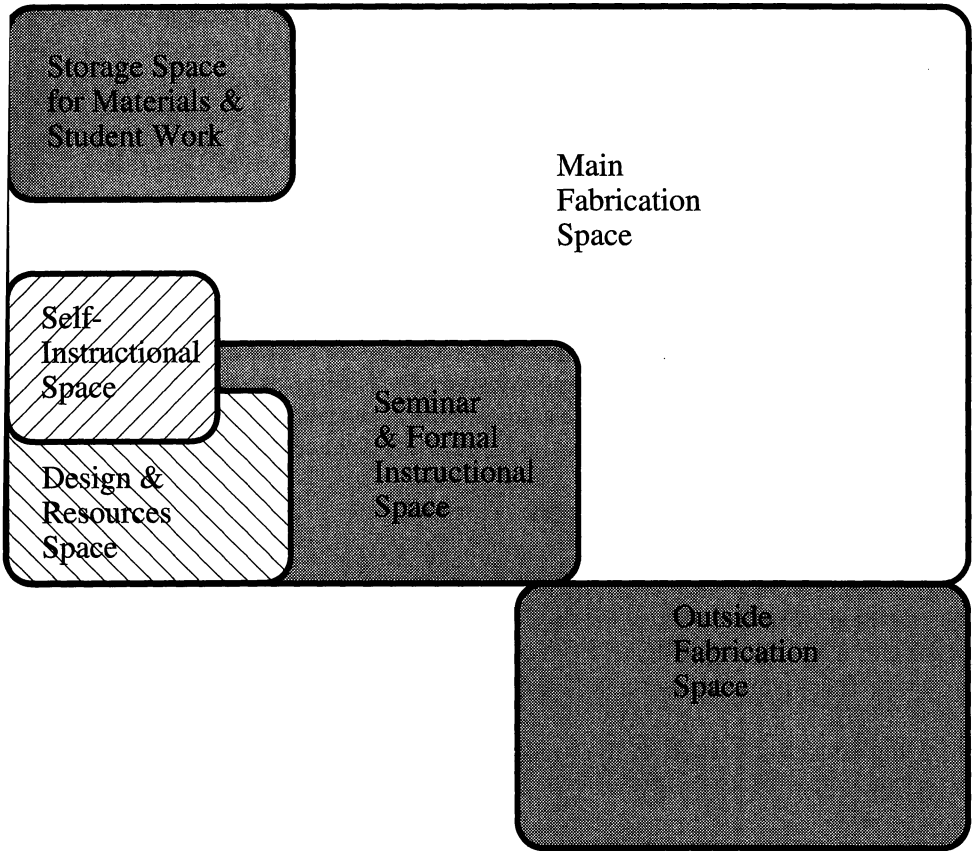 Storage Space
for Materials &
Student Work
Main
Fabrication
Space
Self-
Instructional
Space
Seminar
& Formal
Instructional
Space
Design &
Resources
Space
Outside
Fabrication
Space